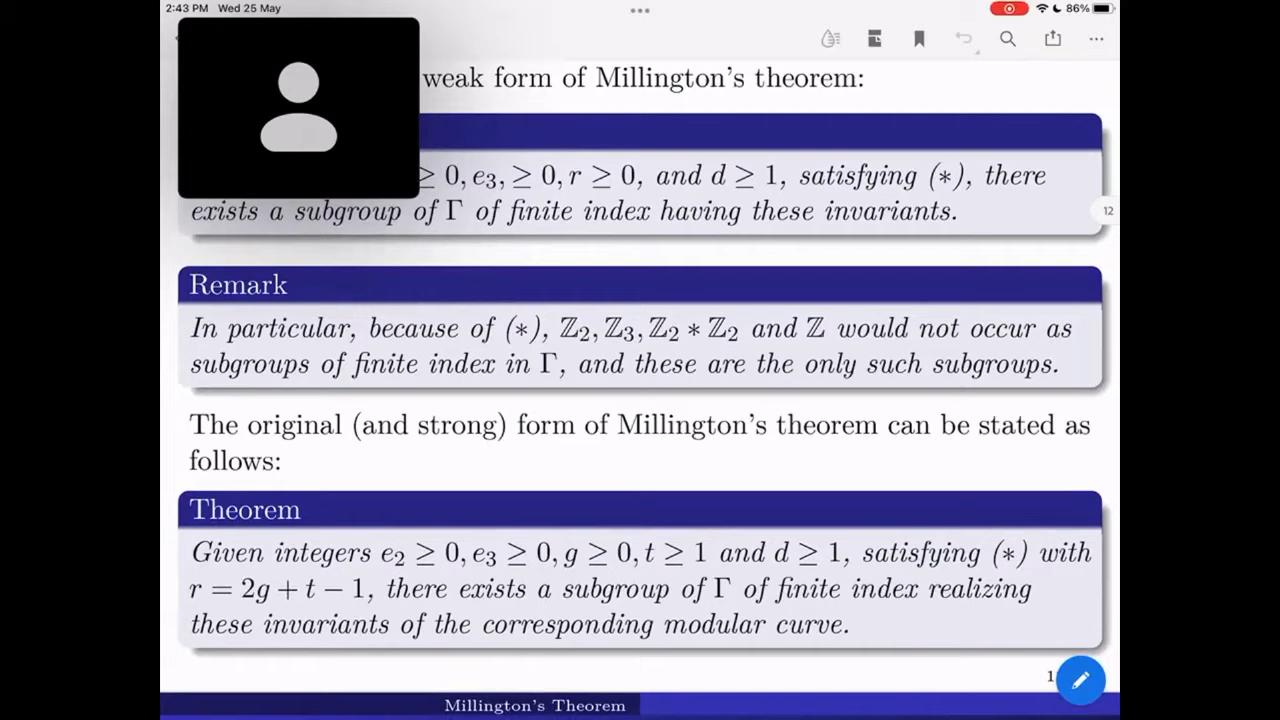 2:43 PM Wed 25 May
86%
weak form of Millington's theorem:
≥ 0, e₃, ≥ 0, r ≥ 0, and d ≥ 1, satisfying (∗), there
exists a subgroup of Γ of finite index having these invariants.
12
Remark
In particular, because of (∗), ℤ₂, ℤ₃, ℤ₂ ∗ ℤ₂ and ℤ would not occur as
subgroups of finite index in Γ, and these are the only such subgroups.
The original (and strong) form of Millington's theorem can be stated as
follows:
Theorem
Given integers e₂ ≥ 0, e₃ ≥ 0, g ≥ 0, t ≥ 1 and d ≥ 1, satisfying (∗) with
r = 2g + t − 1, there exists a subgroup of Γ of finite index realizing
these invariants of the corresponding modular curve.
Millington's Theorem